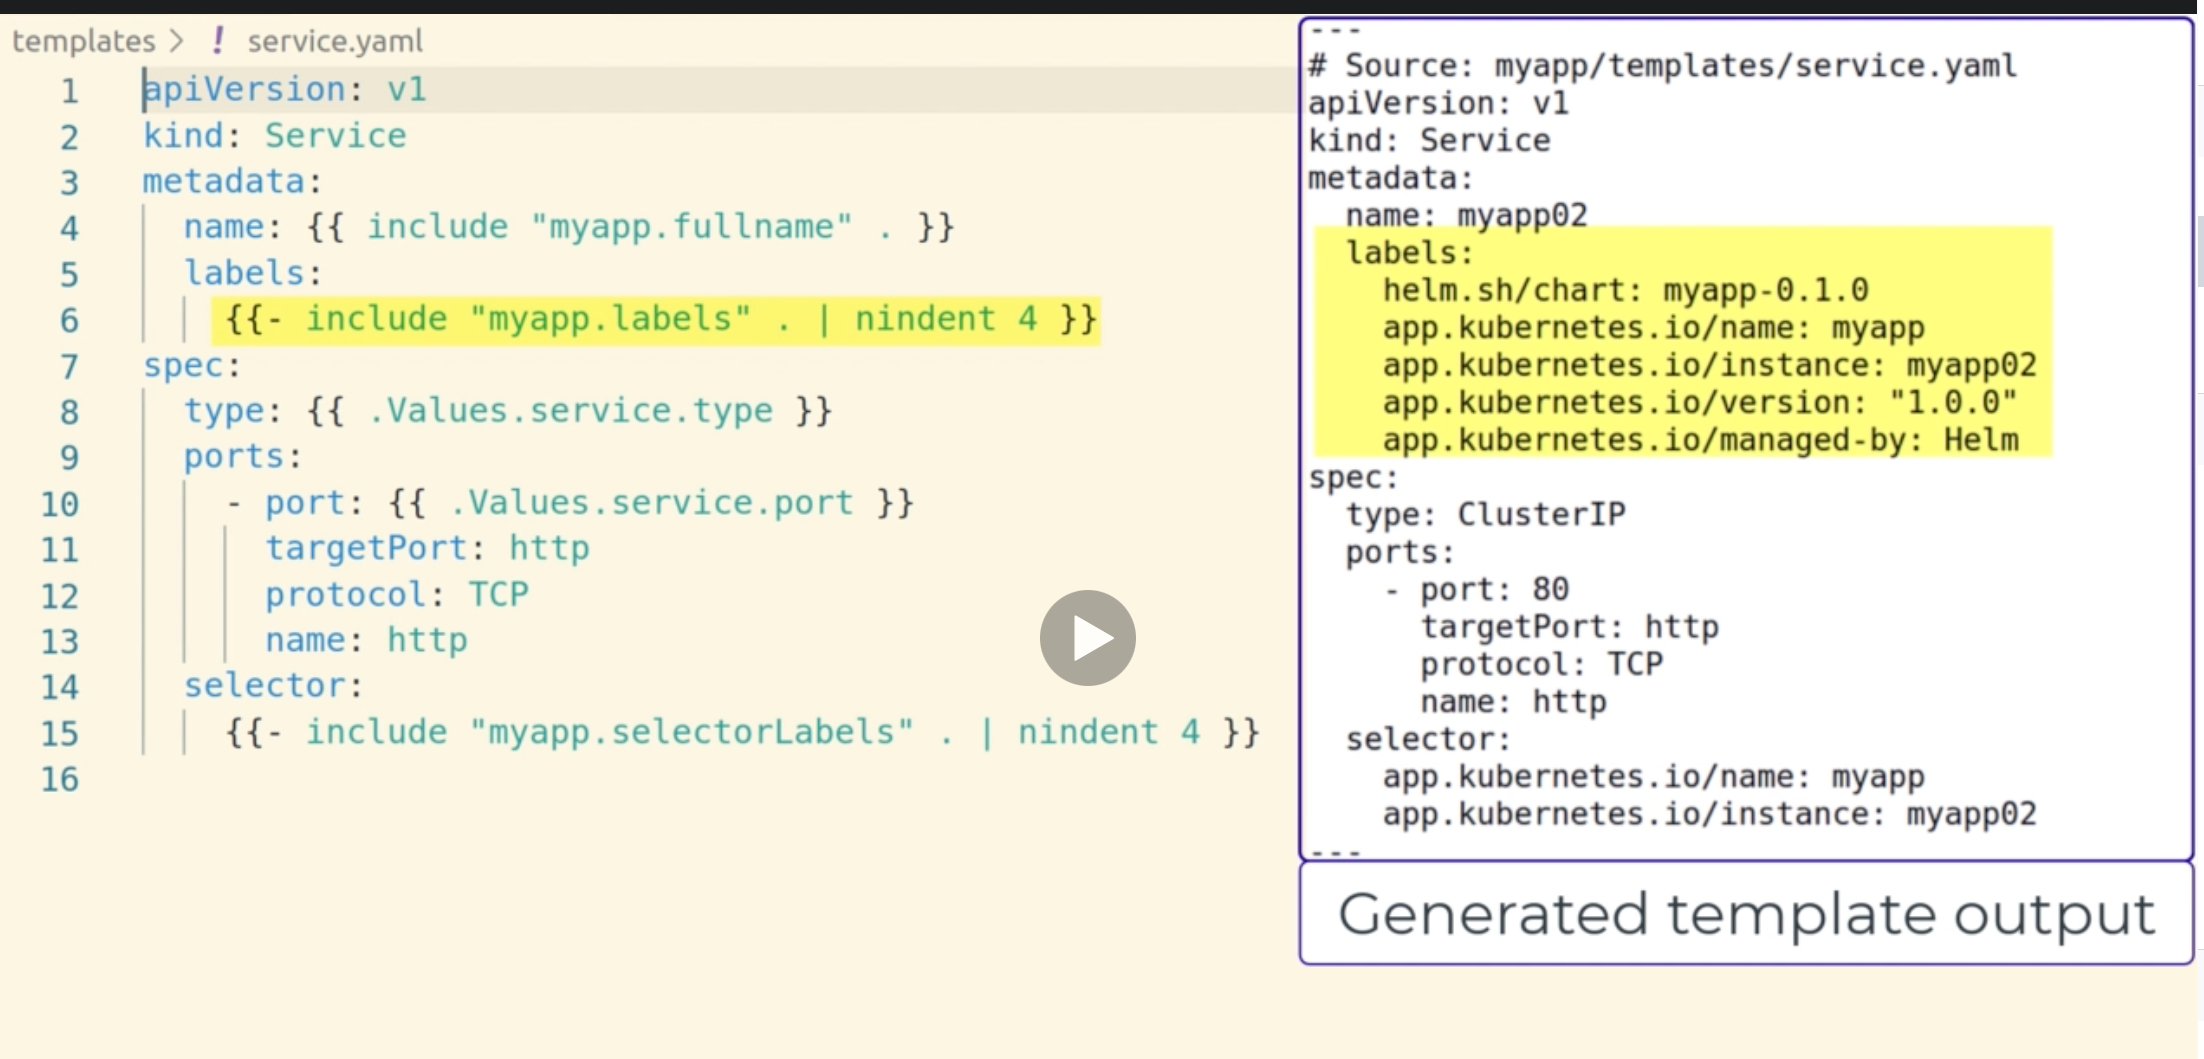 templates > ! service.yaml
1 apiVersion: v1
2 kind: Service
3 metadata:
4   name: {{ include "myapp.fullname" . }}
5   labels:
6     {{- include "myapp.labels" . | nindent 4 }}
7 spec:
8   type: {{ .Values.service.type }}
9   ports:
10     - port: {{ .Values.service.port }}
11       targetPort: http
12       protocol: TCP
13       name: http
14   selector:
15     {{- include "myapp.selectorLabels" . | nindent 4 }}
16
---
# Source: myapp/templates/service.yaml
apiVersion: v1
kind: Service
metadata:
  name: myapp02
  labels:
    helm.sh/chart: myapp-0.1.0
    app.kubernetes.io/name: myapp
    app.kubernetes.io/instance: myapp02
    app.kubernetes.io/version: "1.0.0"
    app.kubernetes.io/managed-by: Helm
spec:
  type: ClusterIP
  ports:
    - port: 80
      targetPort: http
      protocol: TCP
      name: http
  selector:
    app.kubernetes.io/name: myapp
    app.kubernetes.io/instance: myapp02
---
Generated template output